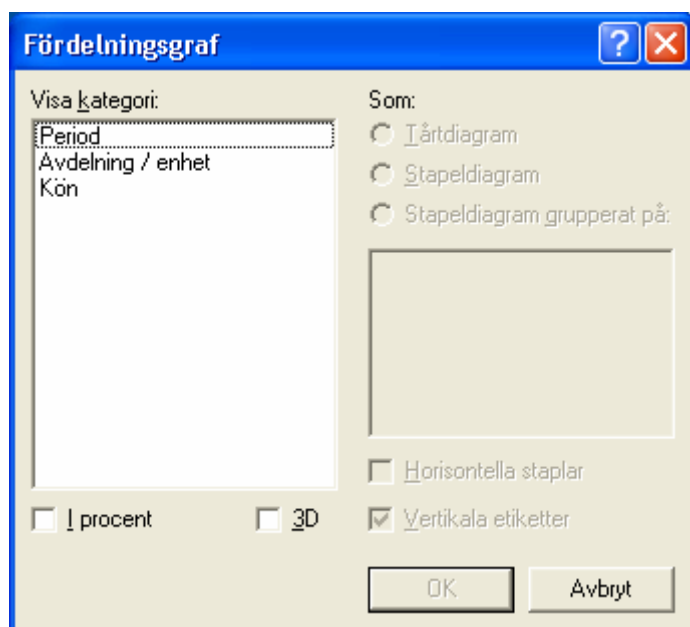 Fördelningsgraf
Visa kategori:
Period
Avdelning / enhet
Kön
I procent
3D
Som:
Tårtdiagram
Stapeldiagram
Stapeldiagram grupperat på:
Horisontella staplar
Vertikala etiketter
OK
Avbryt